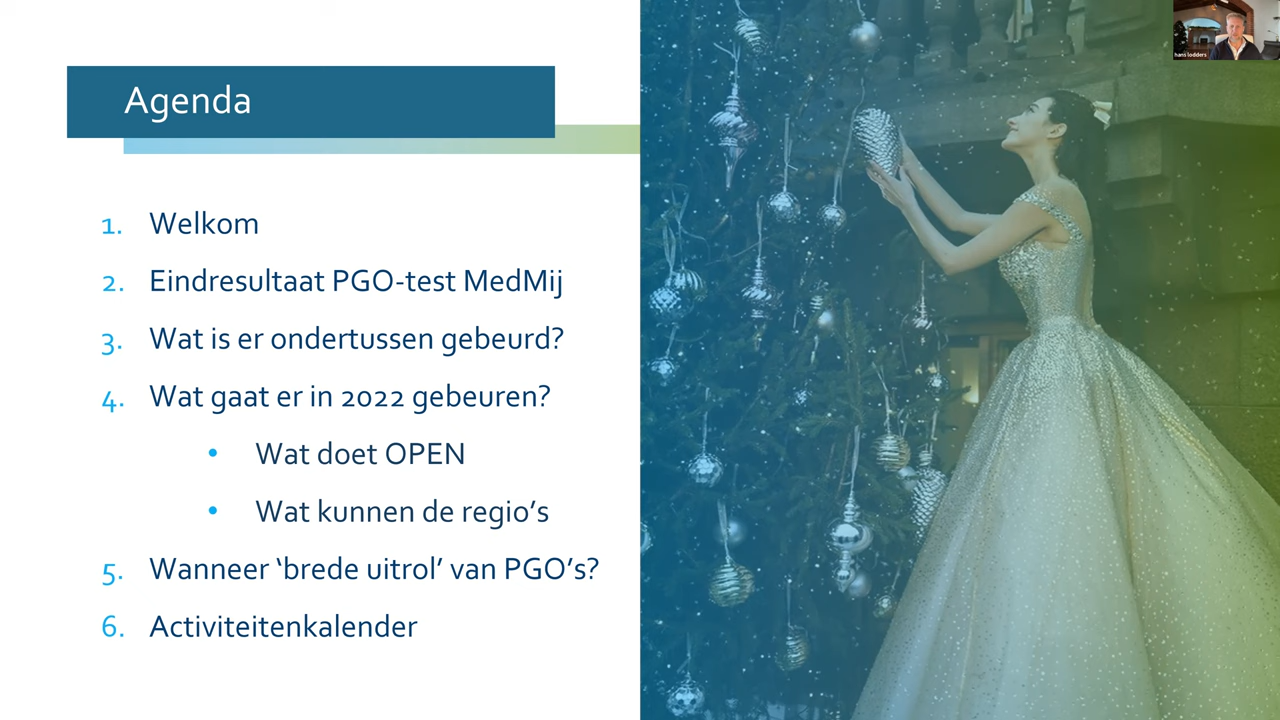 Agenda
1. Welkom
2. Eindresultaat PGO-test MedMij
3. Wat is er ondertussen gebeurd?
4. Wat gaat er in 2022 gebeuren?
• Wat doet OPEN
• Wat kunnen de regio’s
5. Wanneer ‘brede uitrol’ van PGO’s?
6. Activiteitenkalender
hans lodders